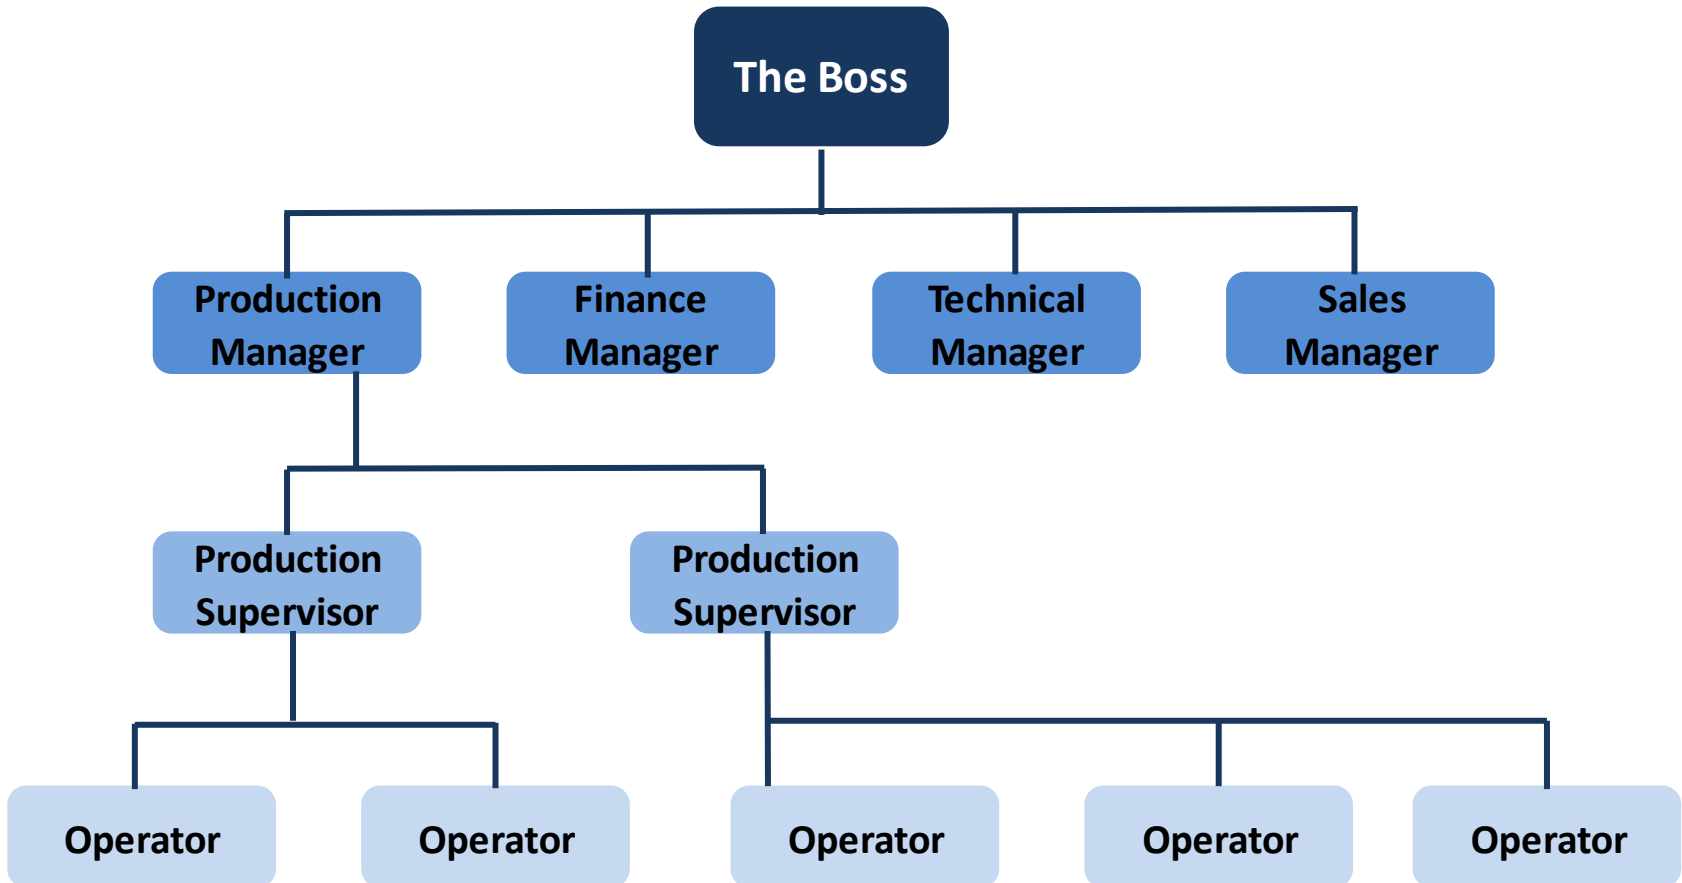 The Boss
Production
Manager
Finance
Manager
Technical
Manager
Sales
Manager
Production
Supervisor
Production
Supervisor
Operator
Operator
Operator
Operator
Operator